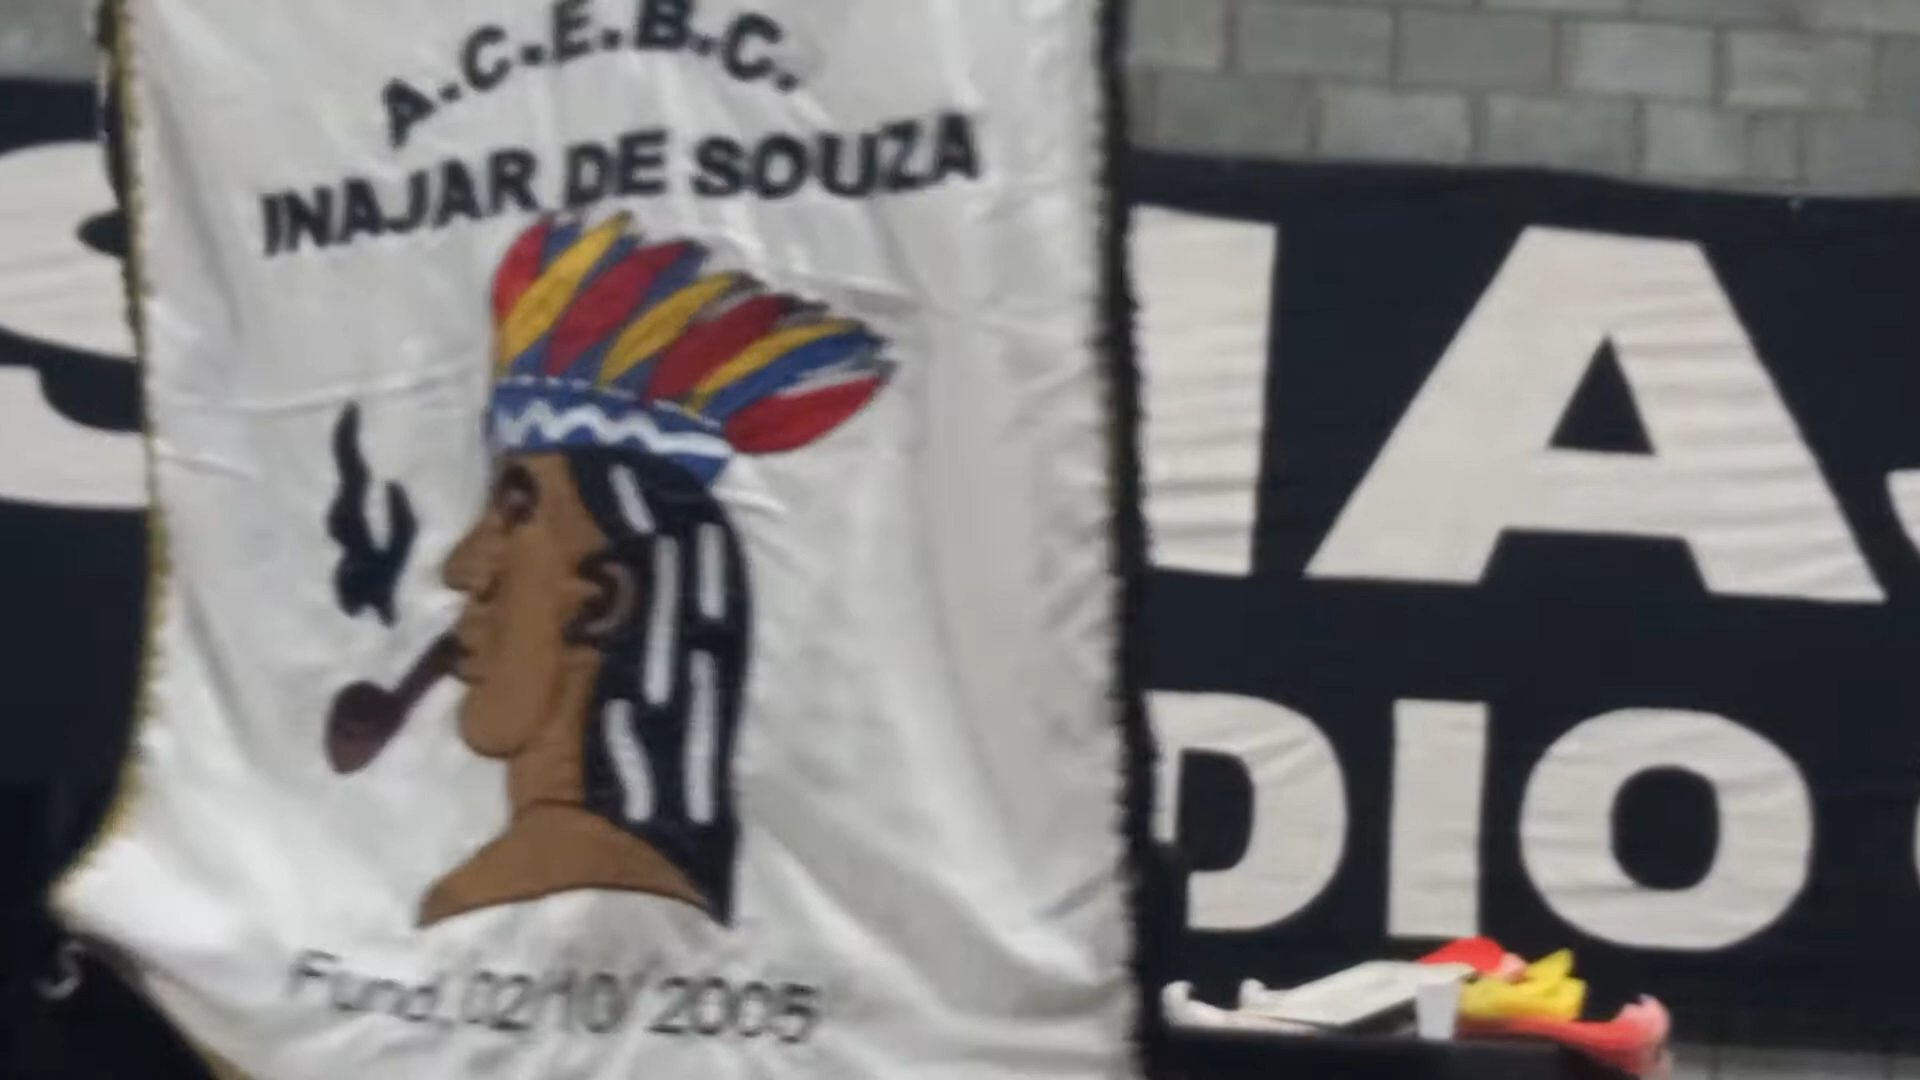 A.C.E.B.C.
INAJAR DE SOUZA
Fund,02/10/2005
S
IA
DIO